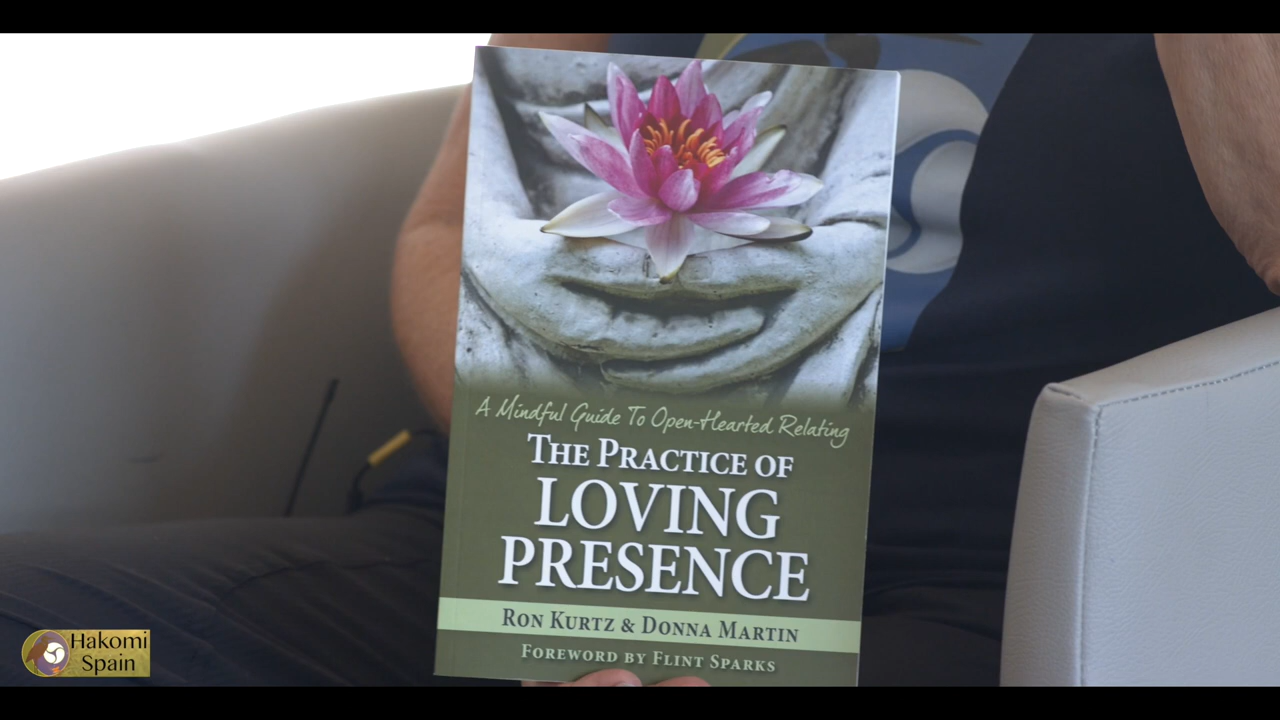 A Mindful Guide To Open-Hearted Relating
THE PRACTICE OF
LOVING
PRESENCE
RON KURTZ & DONNA MARTIN
FOREWORD BY FLINT SPARKS
Hakomi
Spain